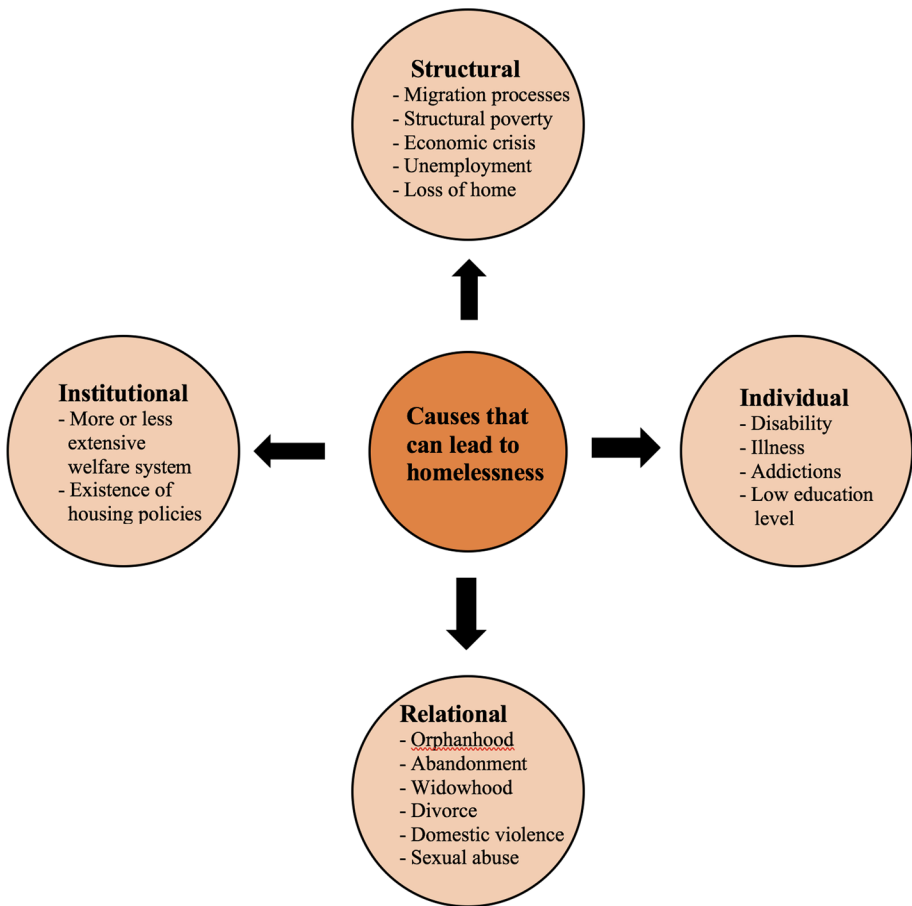 Structural
- Migration processes
- Structural poverty
- Economic crisis
- Unemployment
- Loss of home
Institutional
- More or less
extensive
welfare system
- Existence of
housing policies
Causes that
can lead to
homelessness
Individual
- Disability
- Illness
- Addictions
- Low education
level
Relational
- Orphanhood
- Abandonment
- Widowhood
- Divorce
- Domestic violence
- Sexual abuse